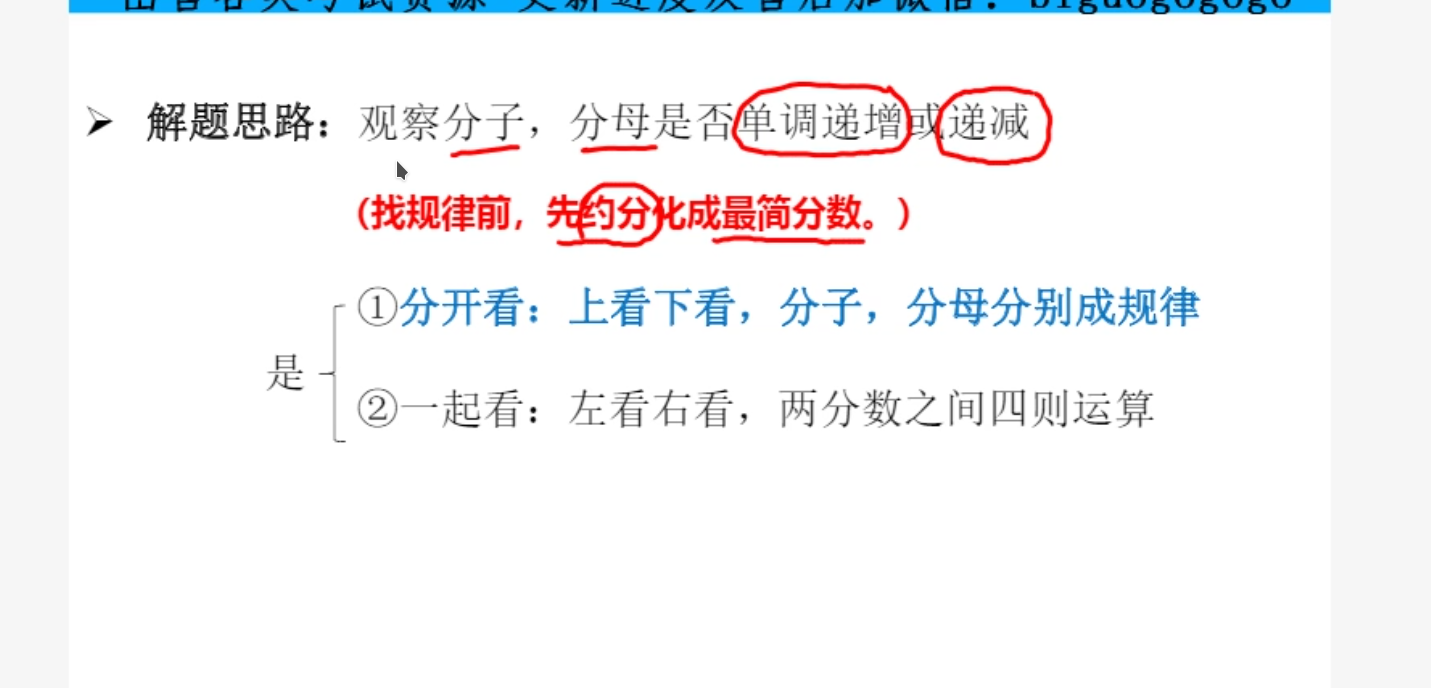 ➢ 解题思路：观察分子，分母是否单调递增或递减
（找规律前，先约分化成最简分数。）
①分开看：上看下看，分子，分母分别成规律
是
②一起看：左看右看，两分数之间四则运算